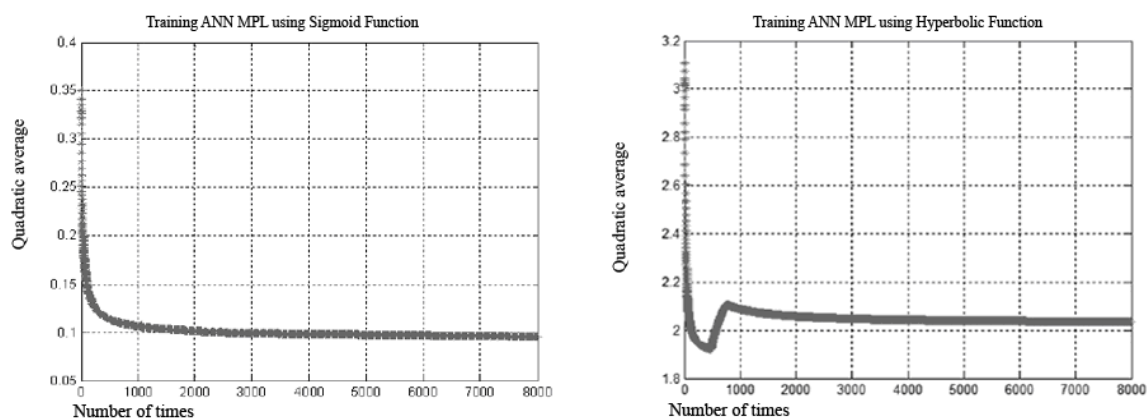 Training ANN MPL using Sigmoid Function
0.4
0.35
0.3
0.25
0.2
0.15
0.1
0.05
Quadratic average
0 1000 2000 3000 4000 5000 6000 7000 8000
Number of times
Training ANN MPL using Hyperbolic Function
3.2
3
2.8
2.6
2.4
2.2
2
1.8
Quadratic average
0 1000 2000 3000 4000 5000 6000 7000 8000
Number of times